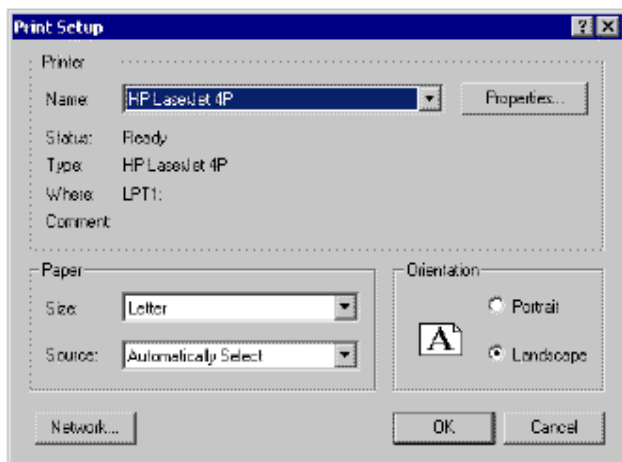 Print Setup
Printer
Name: HP LaserJet 4P Properties...
Status: Ready
Type: HP LaserJet 4P
Where: LPT1:
Comment:
Paper
Size: Letter
Source: Automatically Select
Orientation
Portrait
A
Landscape
Network... OK Cancel